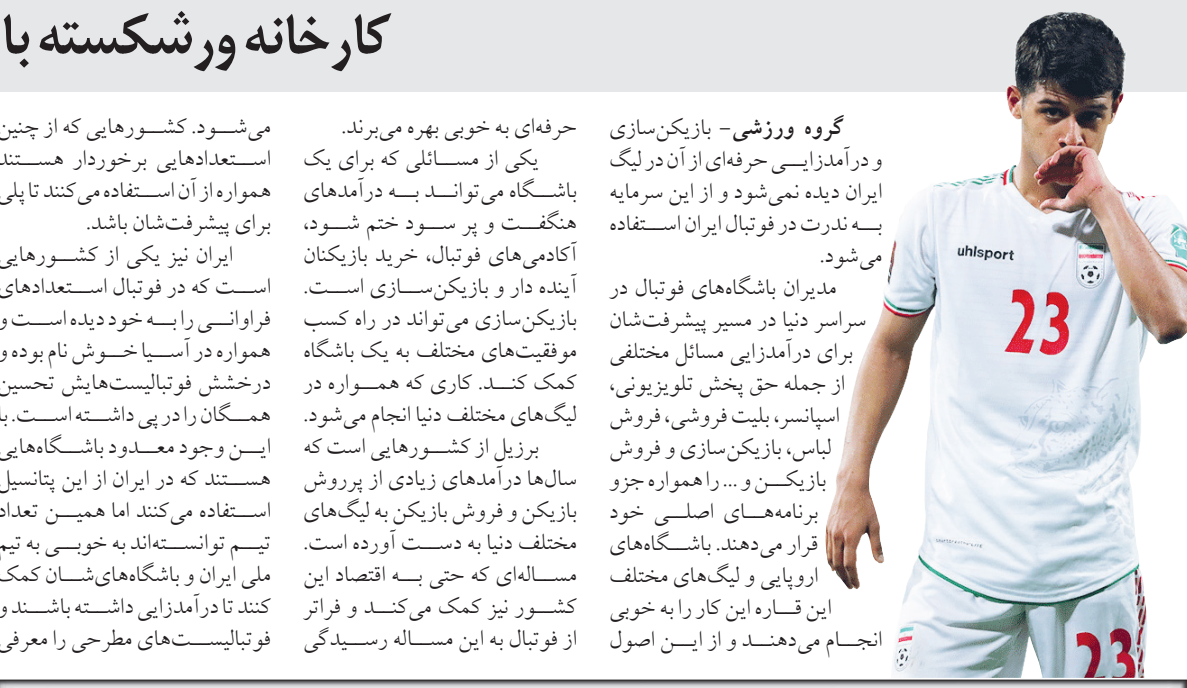 کارخانه ورشکسته با
گروه ورزشی- بازیکن‌سازی
و درآمدزایی حرفه‌ای از آن در لیگ
ایران دیده نمی‌شود و از این سرمایه
به ندرت در فوتبال ایران استفاده
می‌شود.
مدیران باشگاه‌های فوتبال در
سراسر دنیا در مسیر پیشرفت‌شان
برای درآمدزایی مسائل مختلفی
از جمله حق پخش تلویزیونی،
اسپانسر، بلیت فروشی، فروش
لباس، بازیکن‌سازی و فروش
بازیکن و ... را همواره جزو
برنامه‌های اصلی خود
قرار می‌دهند. باشگاه‌های
اروپایی و لیگ‌های مختلف
این قاره این کار را به خوبی
انجام می‌دهند و از این اصول
حرفه‌ای به خوبی بهره می‌برند.
یکی از مسائلی که برای یک
باشگاه می‌تواند به درآمدهای
هنگفت و پر سود ختم شود،
آکادمی‌های فوتبال، خرید بازیکنان
آینده دار و بازیکن‌سازی است.
بازیکن‌سازی می‌تواند در راه کسب
موفقیت‌های مختلف به یک باشگاه
کمک کند. کاری که همواره در
لیگ‌های مختلف دنیا انجام می‌شود.
برزیل از کشورهایی است که
سال‌ها درآمدهای زیادی از پرروش
بازیکن و فروش بازیکن به لیگ‌های
مختلف دنیا به دست آورده است.
مساله‌ای که حتی به اقتصاد این
کشور نیز کمک می‌کند و فراتر
از فوتبال به این مساله رسیدگی
می‌شود. کشورهایی که از چنین
استعدادهایی برخوردار هستند
همواره از آن استفاده می‌کنند تا پلی
برای پیشرفت‌شان باشد.
ایران نیز یکی از کشورهایی
است که در فوتبال استعدادهای
فراوانی را به خود دیده است و
همواره در آسیا خوش نام بوده و
درخشش فوتبالیست‌هایش تحسین
همگان را در پی داشته است. با
این وجود معدود باشگاه‌هایی
هستند که در ایران از این پتانسیل
استفاده می‌کنند اما همین تعداد
تیم توانسته‌اند به خوبی به تیم
ملی ایران و باشگاه‌های‌شان کمک
کنند تا درآمدزایی داشته باشند و
فوتبالیست‌های مطرحی را معرفی
uhlsport
23
23